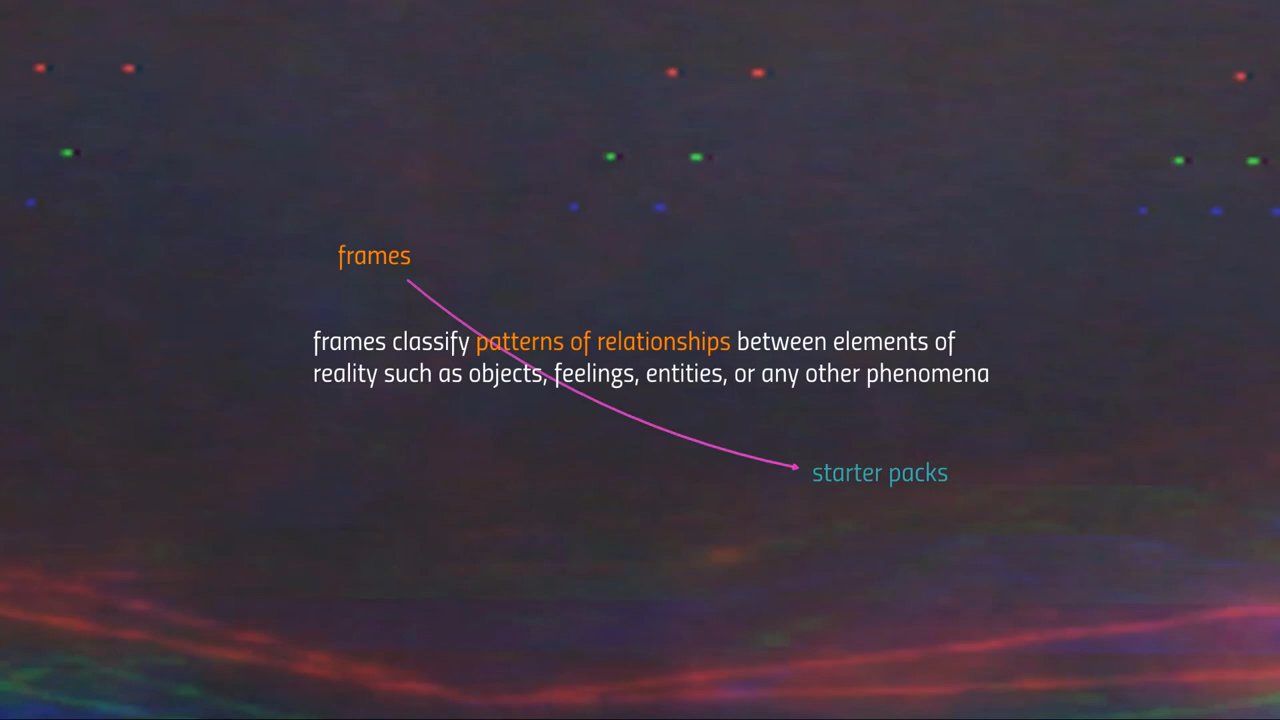 frames
frames classify patterns of relationships between elements of
reality such as objects, feelings, entities, or any other phenomena
starter packs